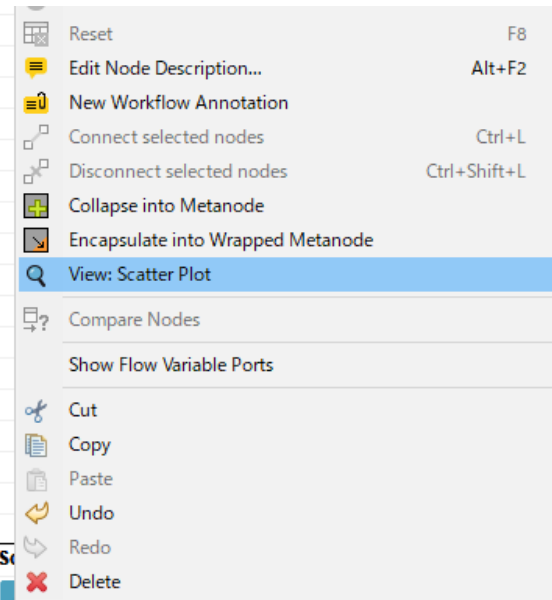 Reset F8
Edit Node Description... Alt+F2
New Workflow Annotation
Connect selected nodes Ctrl+L
Disconnect selected nodes Ctrl+Shift+L
Collapse into Metanode
Encapsulate into Wrapped Metanode
View: Scatter Plot
Compare Nodes
Show Flow Variable Ports
Cut
Copy
Paste
Undo
Redo
Delete